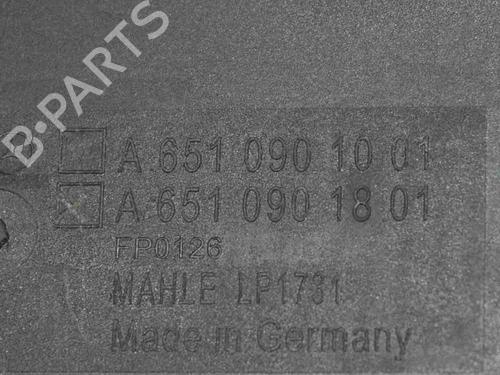 B-PARTS
A 651 090 10 01
A 651 090 18 01
FP0126
MAHLE LP1731
Made in Germany